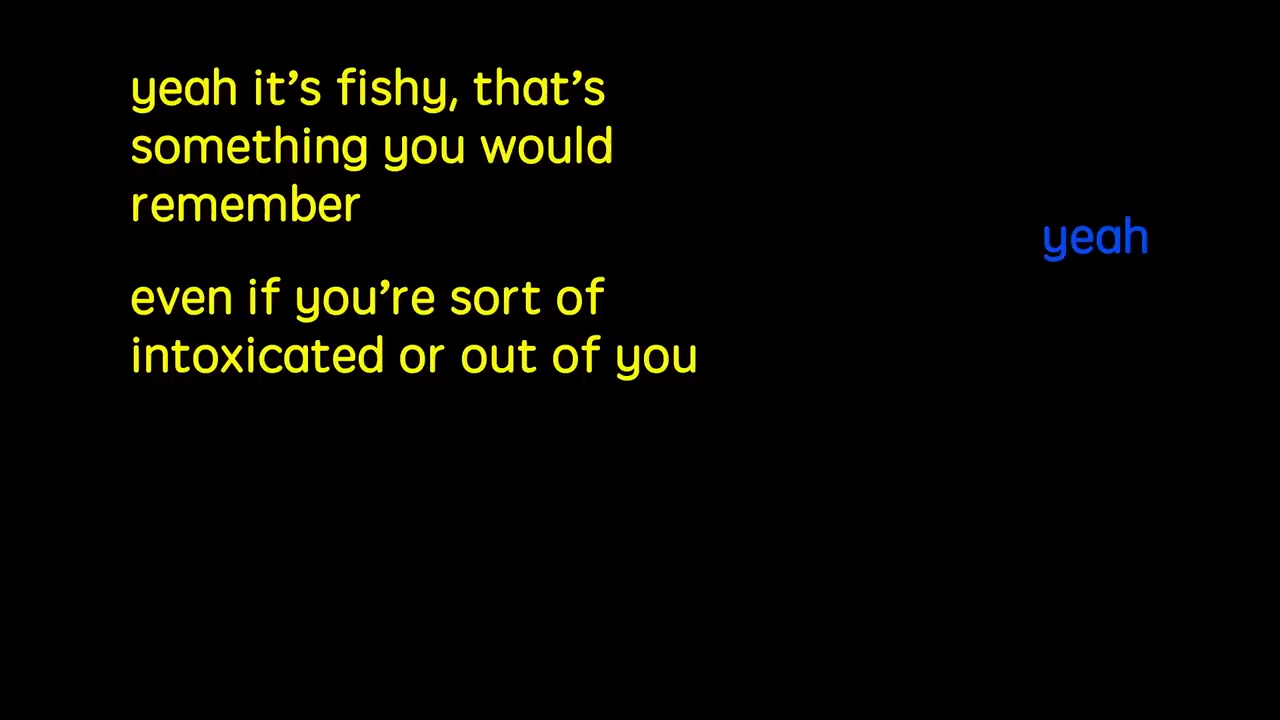 yeah it’s fishy, that’s
something you would
remember
yeah
even if you’re sort of
intoxicated or out of you